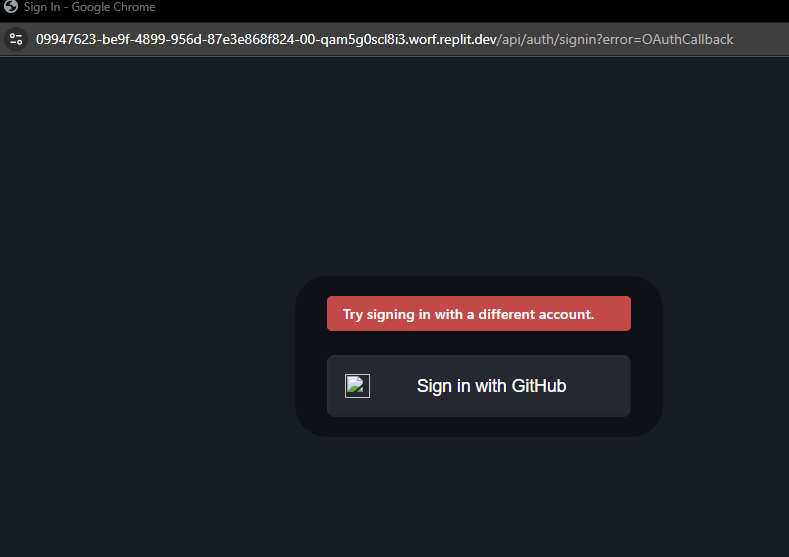 Sign In - Google Chrome
09947623-be9f-4899-956d-87e3e868f824-00-qam5g0scl8i3.worf.replit.dev/api/auth/signin?error=OAuthCallback
Try signing in with a different account.
Sign in with GitHub